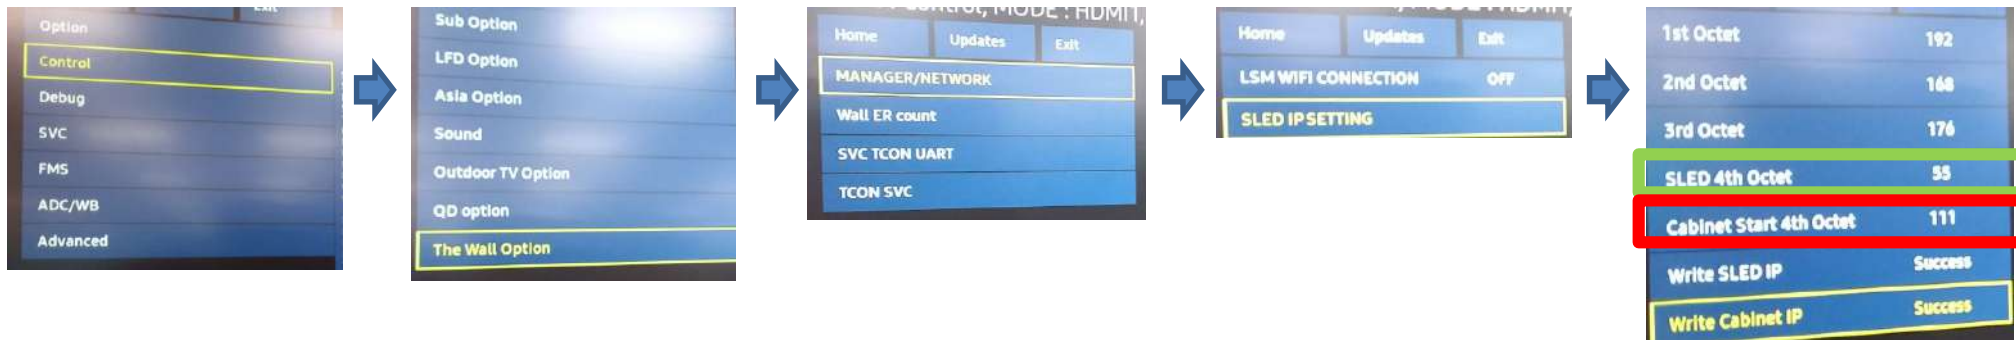 Exit
Option
Control
Debug
SVC
FMS
ADC/WB
Advanced
Sub Option
LFD Option
Asia Option
Sound
Outdoor TV Option
QD option
The Wall Option
Home Updates Exit
MANAGER/NETWORK
Wall ER count
SVC TCON UART
TCON SVC
Home Updates Exit
LSM WIFI CONNECTION OFF
SLED IP SETTING
1st Octet 192
2nd Octet 168
3rd Octet 176
SLED 4th Octet 55
Cabinet Start 4th Octet 111
Write SLED IP Success
Write Cabinet IP Success